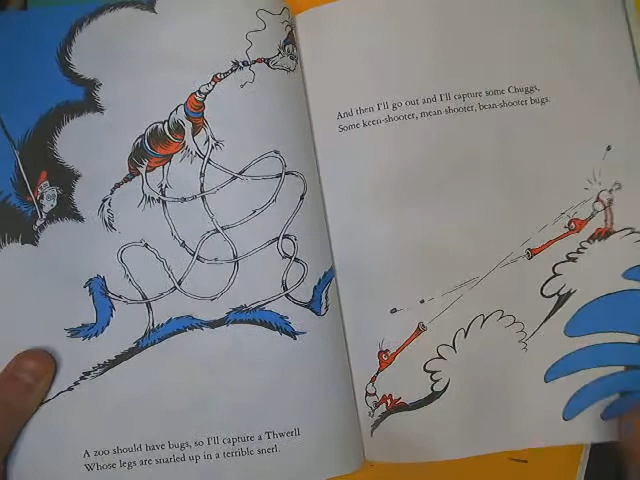 A zoo should have bugs, so I'll capture a Thwerll
Whose legs are snarled up in a terrible snerl.
And then I'll go out and I'll capture some Chuggs,
Some keen-shooter, mean-shooter, bean-shooter bugs.